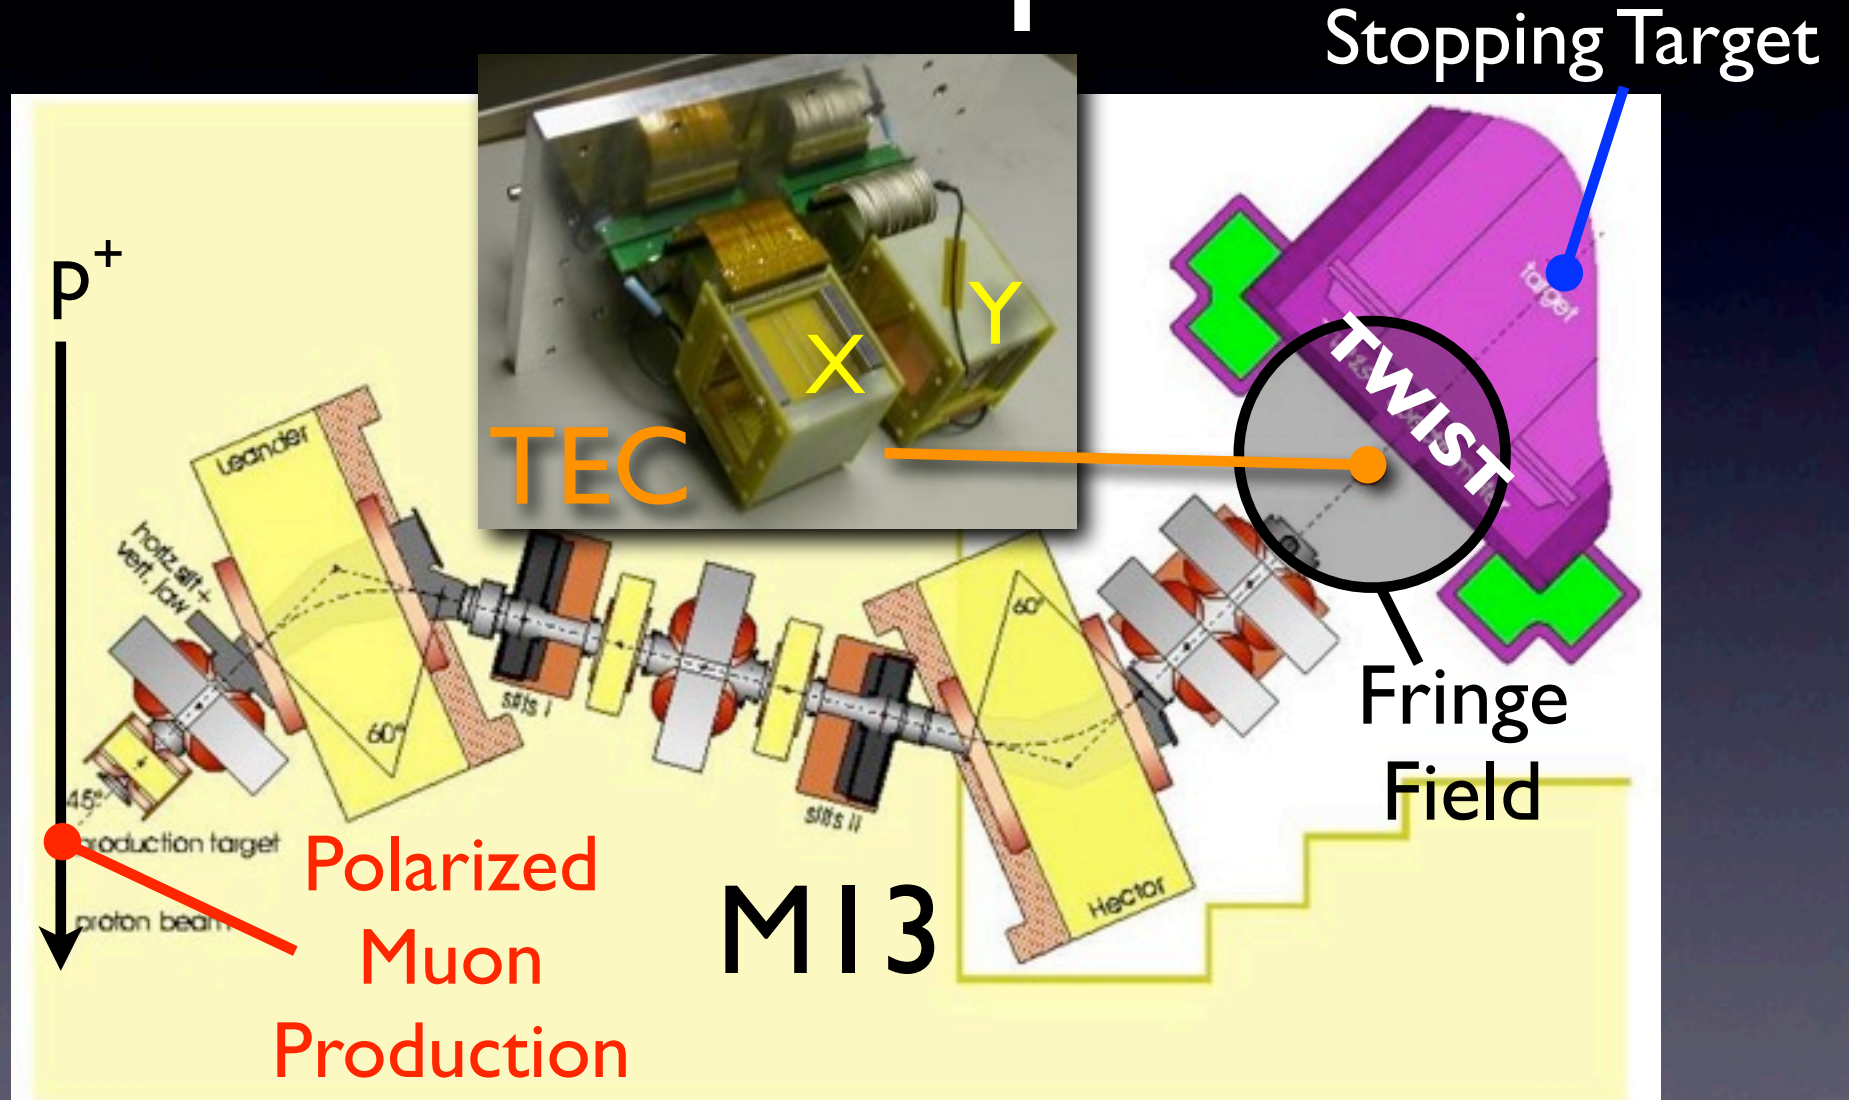 Stopping Target
p+
X
Y
TEC
target
TWIST
Leander
horiz. slit +
vert. jaw
60°
60°
slits I
slits II
45°
production target
proton beam
Polarized
Muon
Production
M13
Hector
Fringe
Field